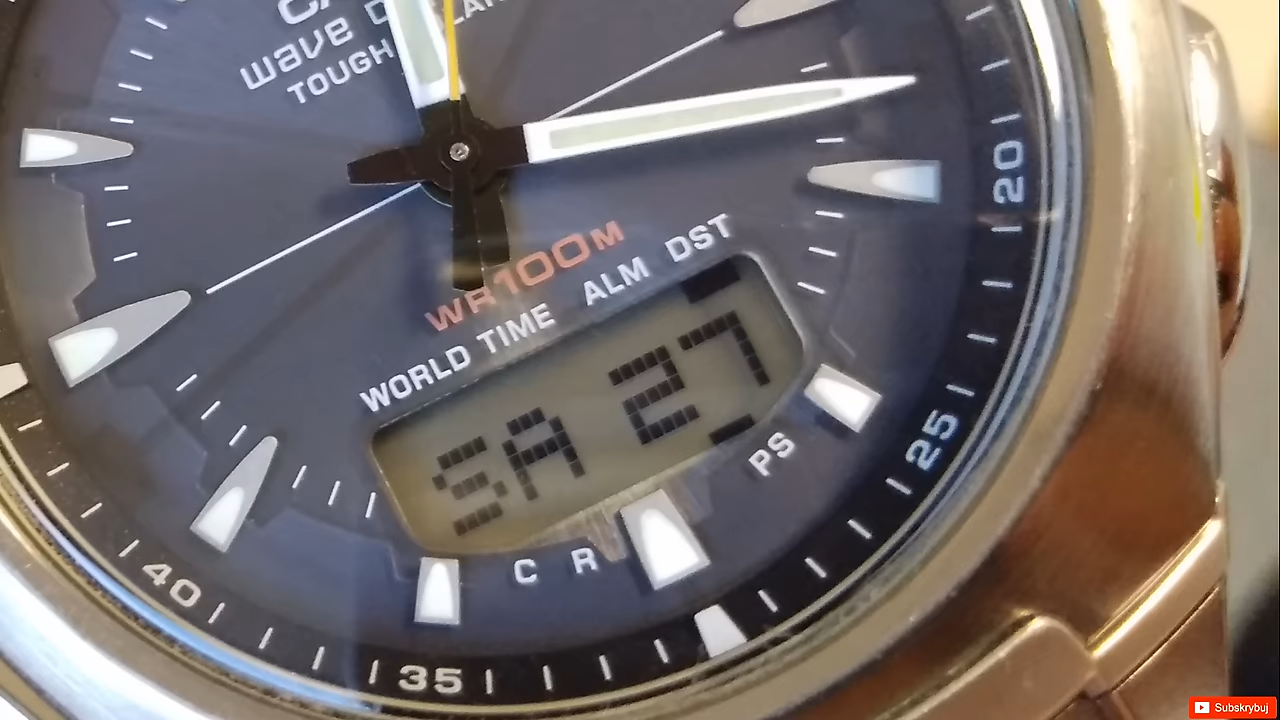 wave
TOUGH
20
WR100M
WORLD TIME ALM DST
SA 27
PS
25
C R
40
35
Subskrybuj